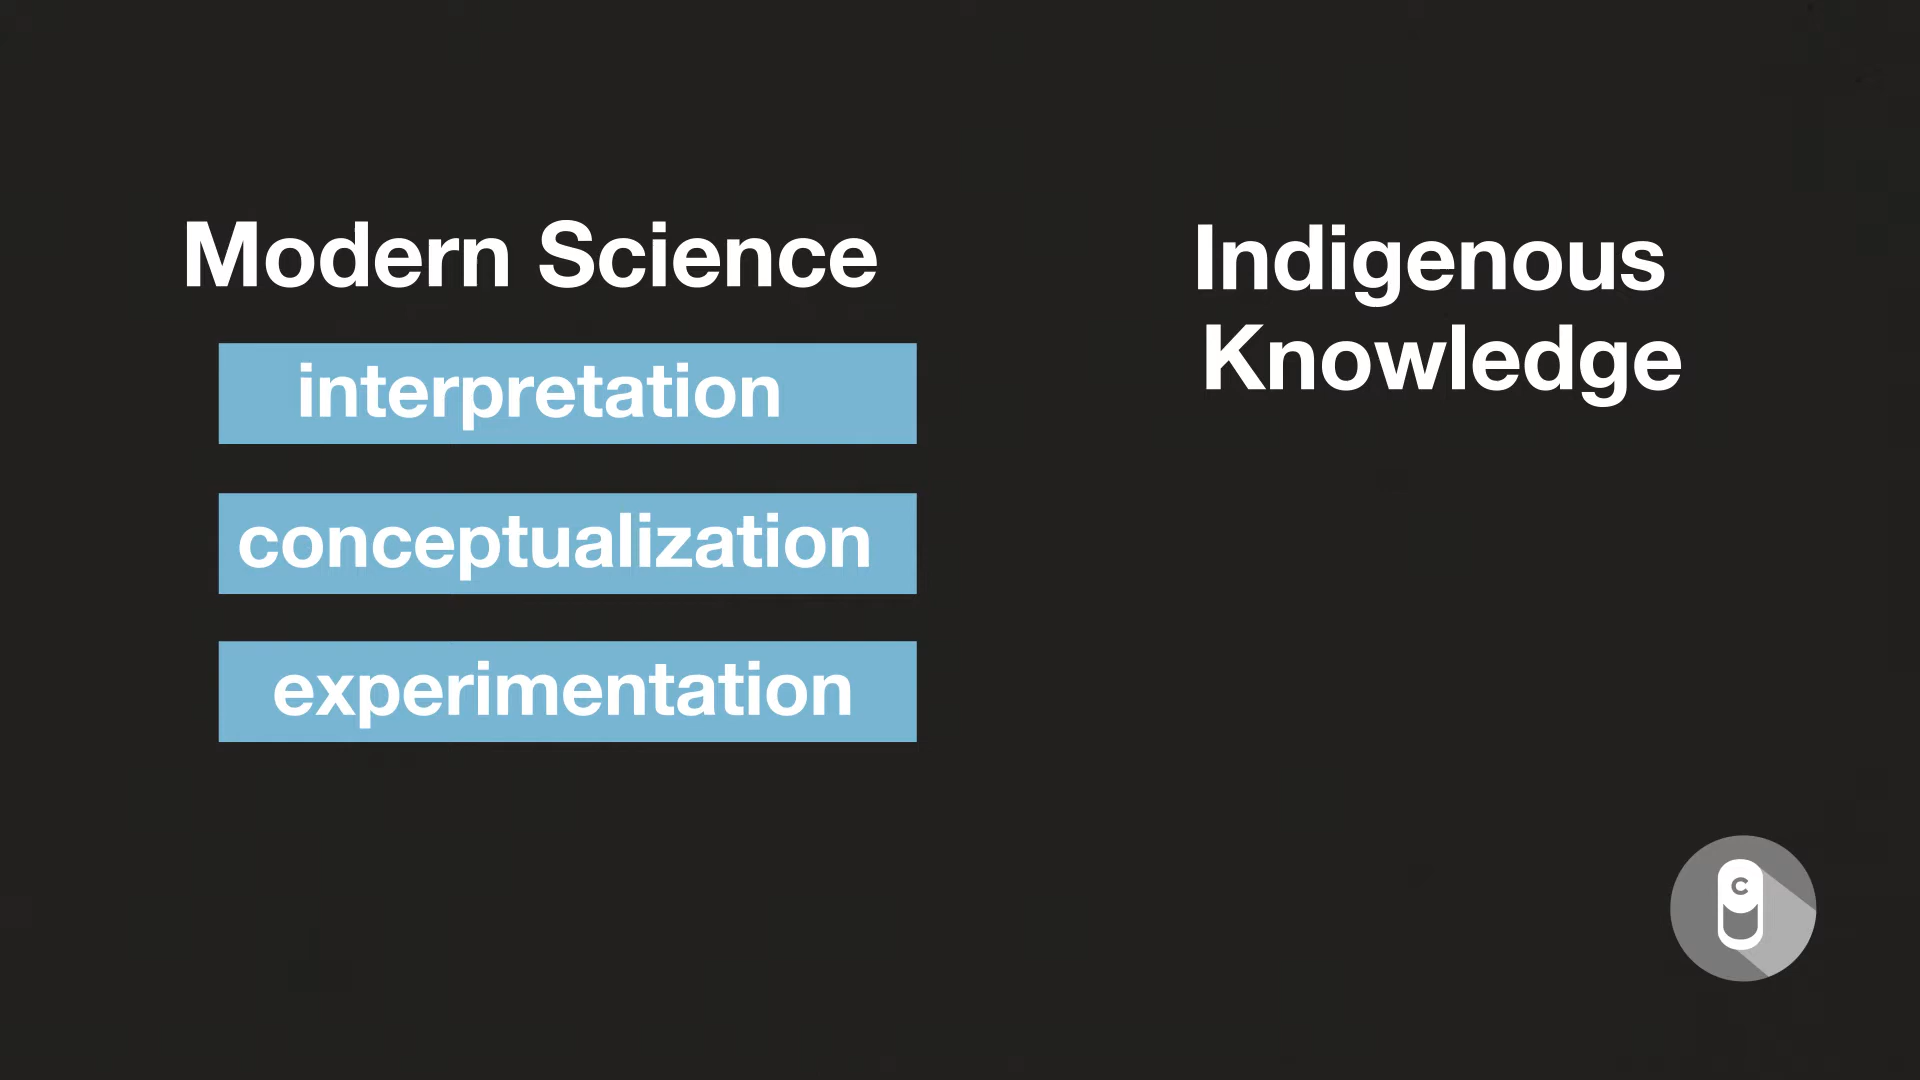 Modern Science
interpretation
conceptualization
experimentation
Indigenous
Knowledge
C